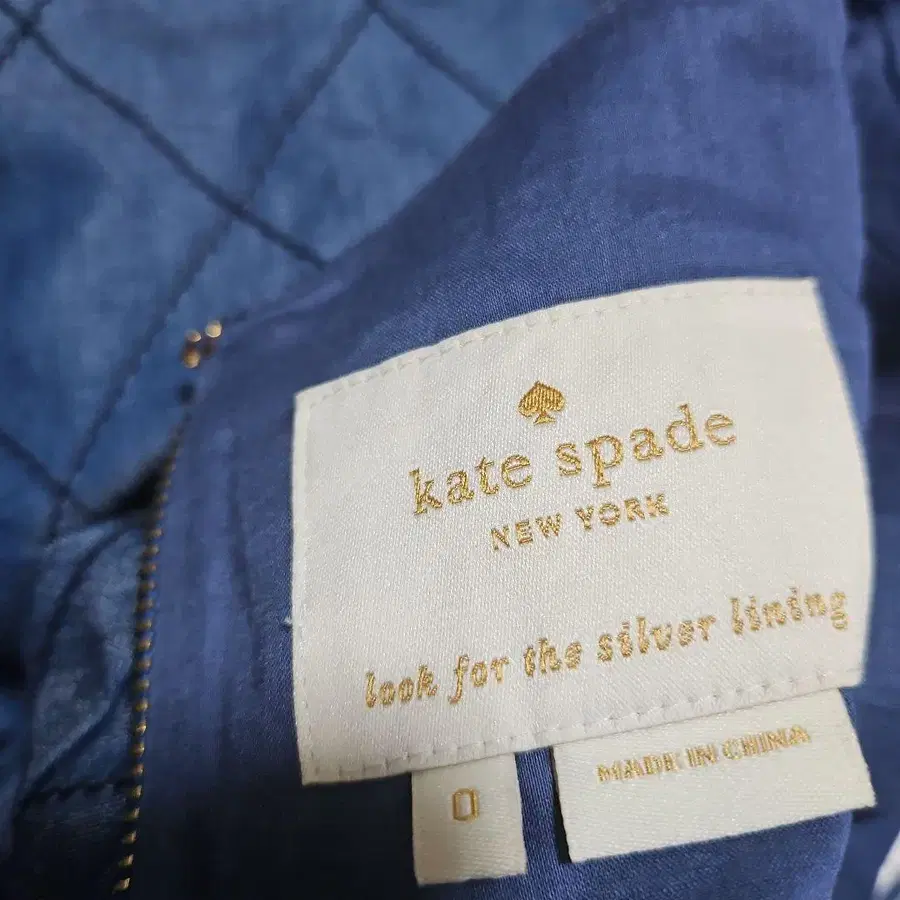 kate spade
NEW YORK
look for the silver lining
0
MADE IN CHINA